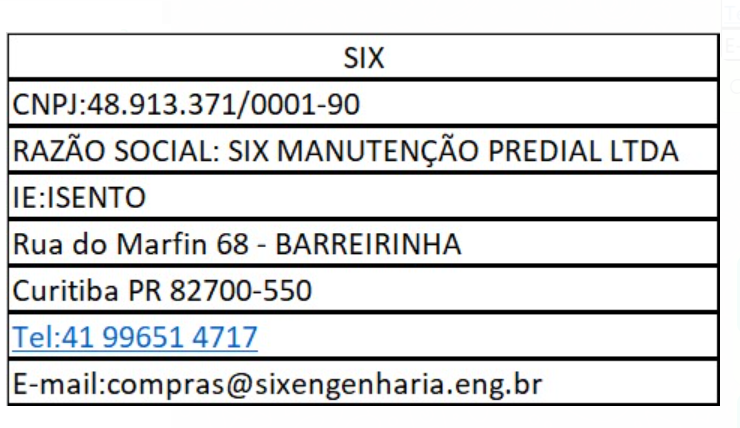 SIX
CNPJ:48.913.371/0001-90
RAZÃO SOCIAL: SIX MANUTENÇÃO PREDIAL LTDA
IE:ISENTO
Rua do Marfin 68 - BARREIRINHA
Curitiba PR 82700-550
Tel:41 99651 4717
E-mail:compras@sixengenharia.eng.br